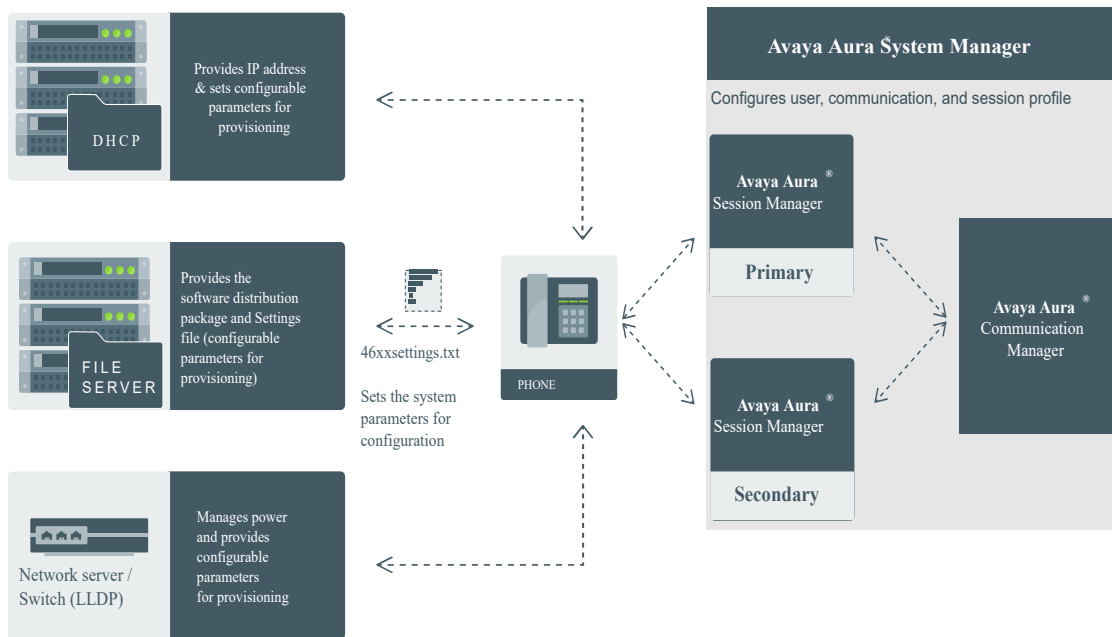 Provides IP address
& sets configurable
parameters for
provisioning
DHCP
Provides the
software distribution
package and Settings
file (configurable
parameters for
provisioning)
FILE
SERVER
Manages power
and provides
configurable
parameters
for provisioning
Network server /
Switch (LLDP)
46xxsettings.txt
Sets the system
parameters for
configuration
PHONE
Avaya Aura® System Manager
Configures user, communication, and session profile
Avaya Aura ®
Session Manager
Primary
Avaya Aura ®
Session Manager
Secondary
Avaya Aura ®
Communication
Manager